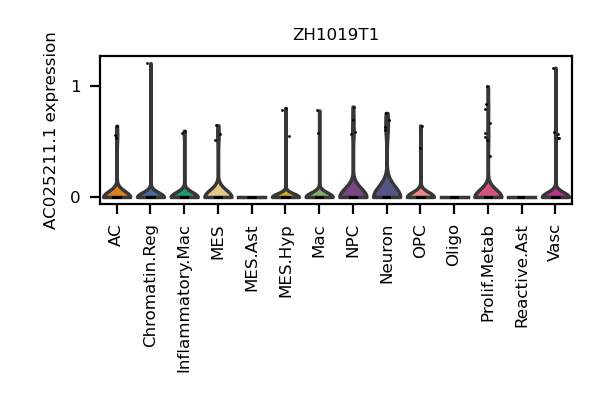 ZH1019T1
AC025211.1 expression
1
0
AC
Chromatin.Reg
Inflammatory.Mac
MES
MES.Ast
MES.Hyp
Mac
NPC
Neuron
OPC
Oligo
Prolif.Metab
Reactive.Ast
Vasc